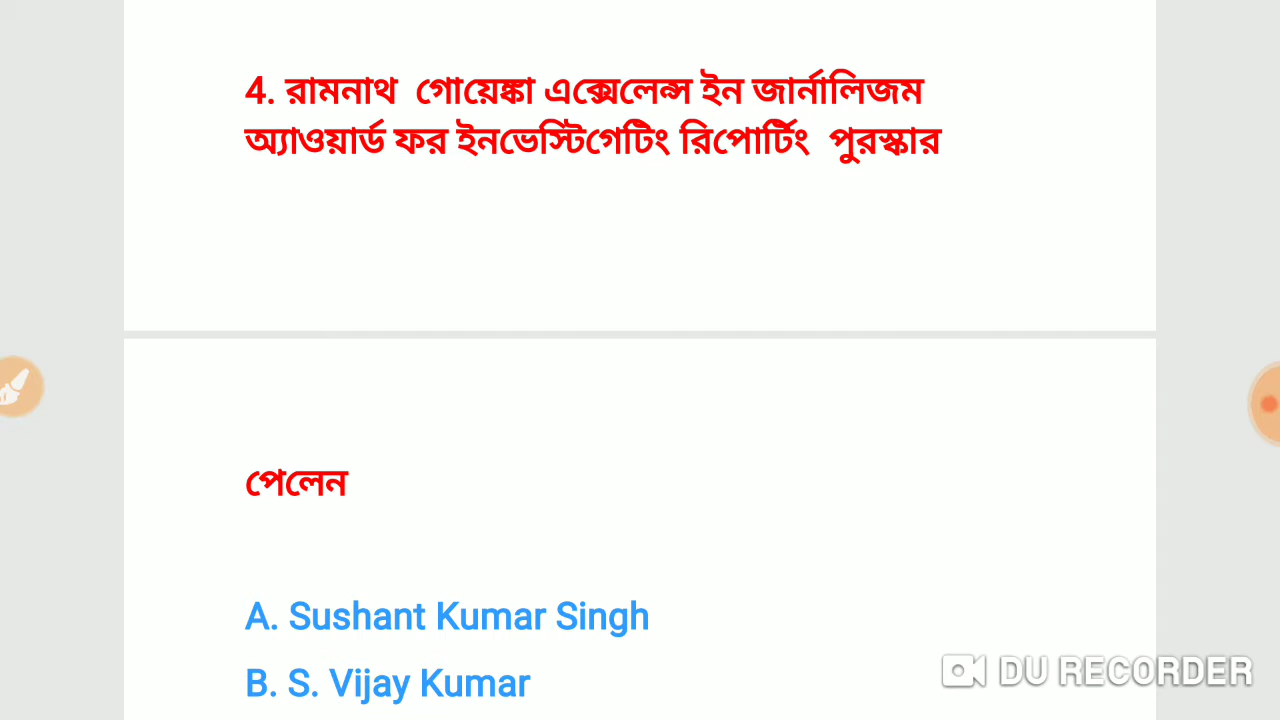 4. রামনাথ গোয়েঙ্কা এক্সেলেন্স ইন জার্নালিজম
অ্যাওয়ার্ড ফর ইনভেস্টিগেটিং রিপোর্টিং পুরস্কার
পেলেন
A. Sushant Kumar Singh
B. S. Vijay Kumar
DU RECORDER